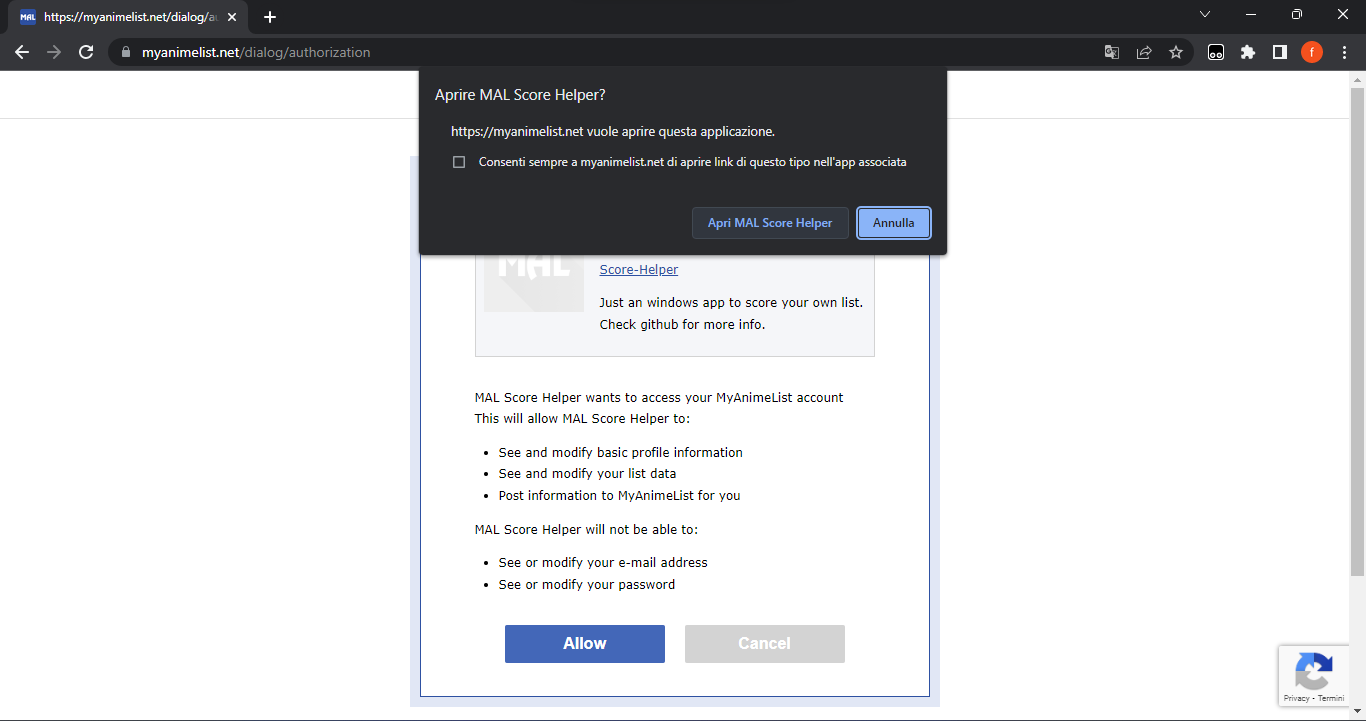 MAL https://myanimelist.net/dialog/au
myanimelist.net/dialog/authorization
f
Aprire MAL Score Helper?
https://myanimelist.net vuole aprire questa applicazione.
Consenti sempre a myanimelist.net di aprire link di questo tipo nell'app associata
Apri MAL Score Helper
Annulla
MAL
Score-Helper
Just an windows app to score your own list.
Check github for more info.
MAL Score Helper wants to access your MyAnimeList account
This will allow MAL Score Helper to:
• See and modify basic profile information
• See and modify your list data
• Post information to MyAnimeList for you
MAL Score Helper will not be able to:
• See or modify your e-mail address
• See or modify your password
Allow
Cancel
Privacy - Termini